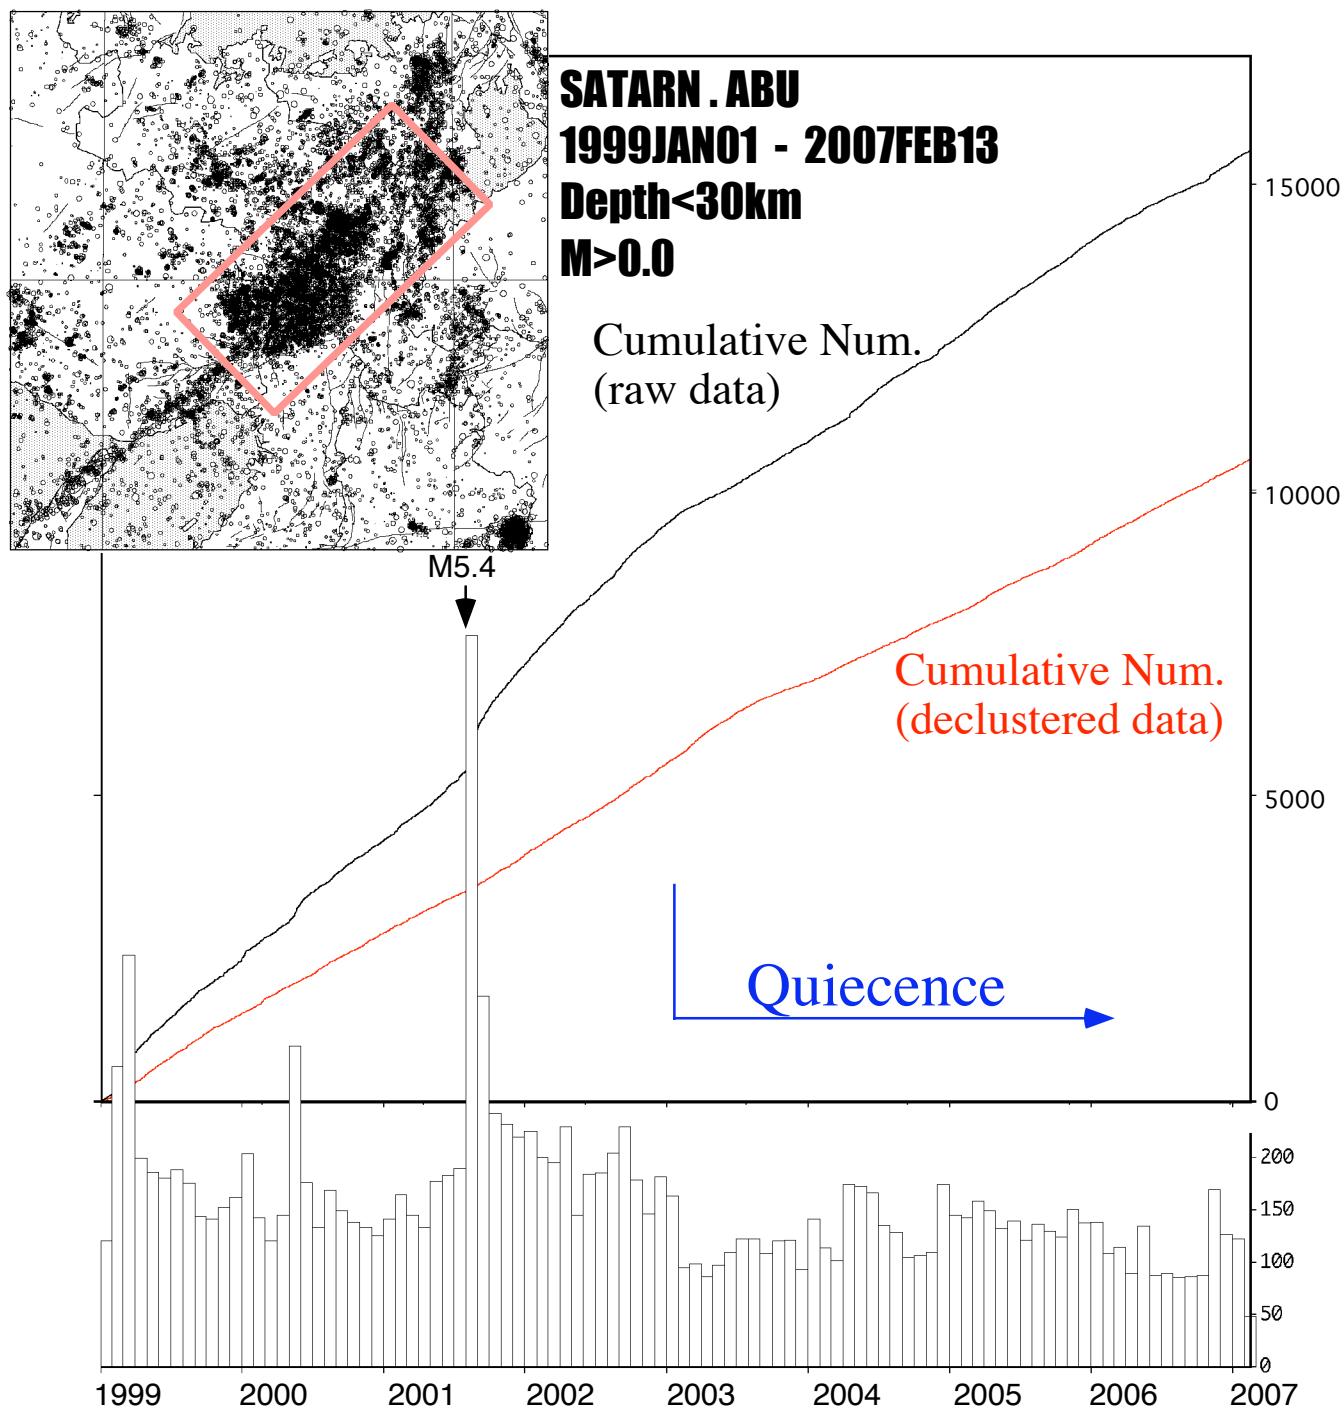 SATARN . ABU
1999JAN01 - 2007FEB13
Depth<30km
M>0.0
Cumulative Num.
(raw data)
15000
10000
M5.4
Cumulative Num.
(declustered data)
5000
Quiecence
0
200
150
100
50
0
1999 2000 2001 2002 2003 2004 2005 2006 2007